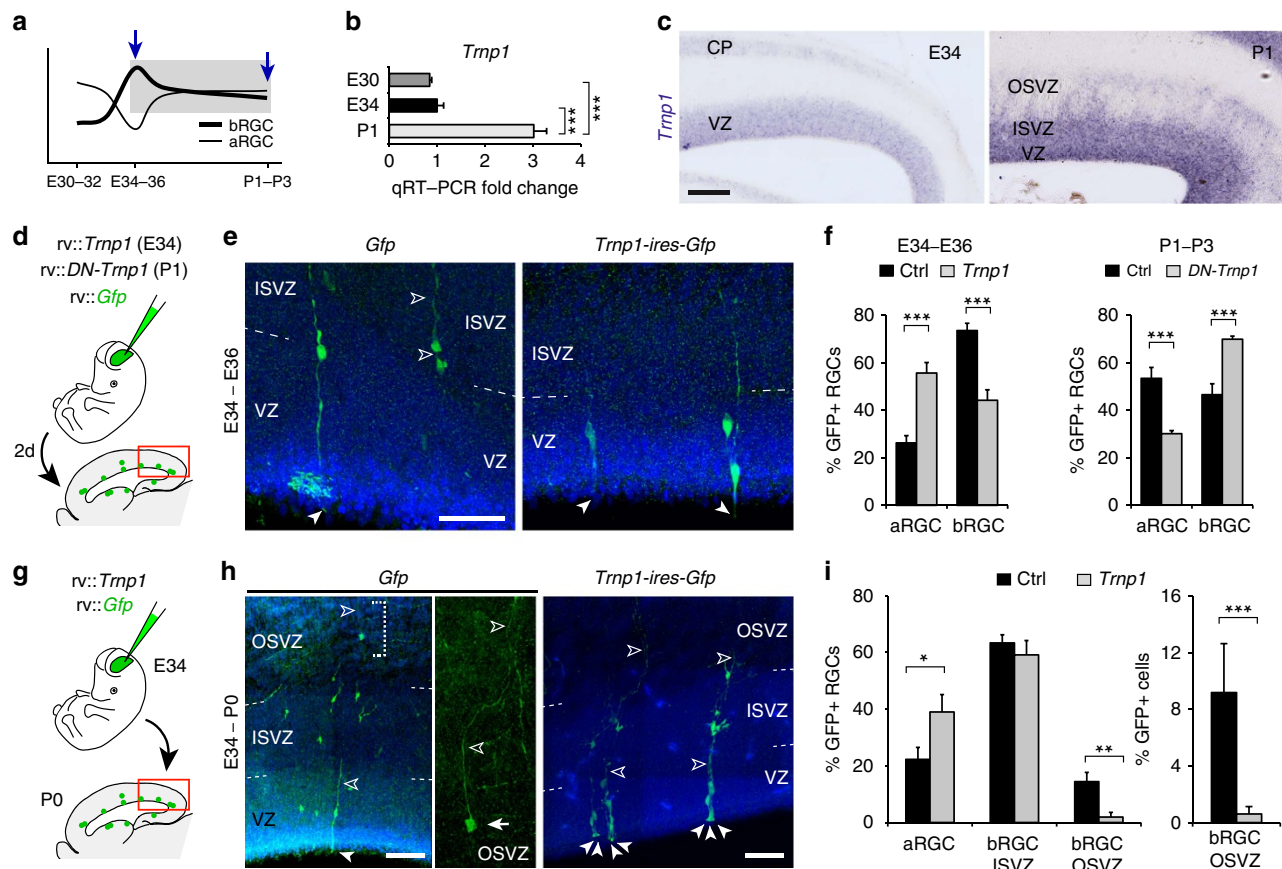 a
bRGC
aRGC
E30–32
E34–36
P1–P3
b
Trnp1
E30
E34
P1
***
***
0
1
2
3
4
qRT–PCR fold change
c
Trnp1
CP
E34
VZ
P1
OSVZ
ISVZ
VZ
d
rv::Trnp1 (E34)
rv::DN-Trnp1 (P1)
rv::Gfp
2d
e
Gfp
Trnp1-ires-Gfp
E34 – E36
ISVZ
ISVZ
VZ
VZ
ISVZ
VZ
f
E34–E36
Ctrl
Trnp1
% GFP+ RGCs
80
60
40
20
0
***
***
aRGC
bRGC
P1–P3
Ctrl
DN-Trnp1
% GFP+ RGCs
80
60
40
20
0
***
***
aRGC
bRGC
g
rv::Trnp1
rv::Gfp
E34
P0
h
Gfp
Trnp1-ires-Gfp
E34 – P0
OSVZ
ISVZ
VZ
OSVZ
OSVZ
ISVZ
VZ
i
Ctrl
Trnp1
% GFP+ RGCs
80
60
40
20
0
*
**
aRGC
bRGC
ISVZ
bRGC
OSVZ
% GFP+ cells
16
12
8
4
0
***
bRGC
OSVZ